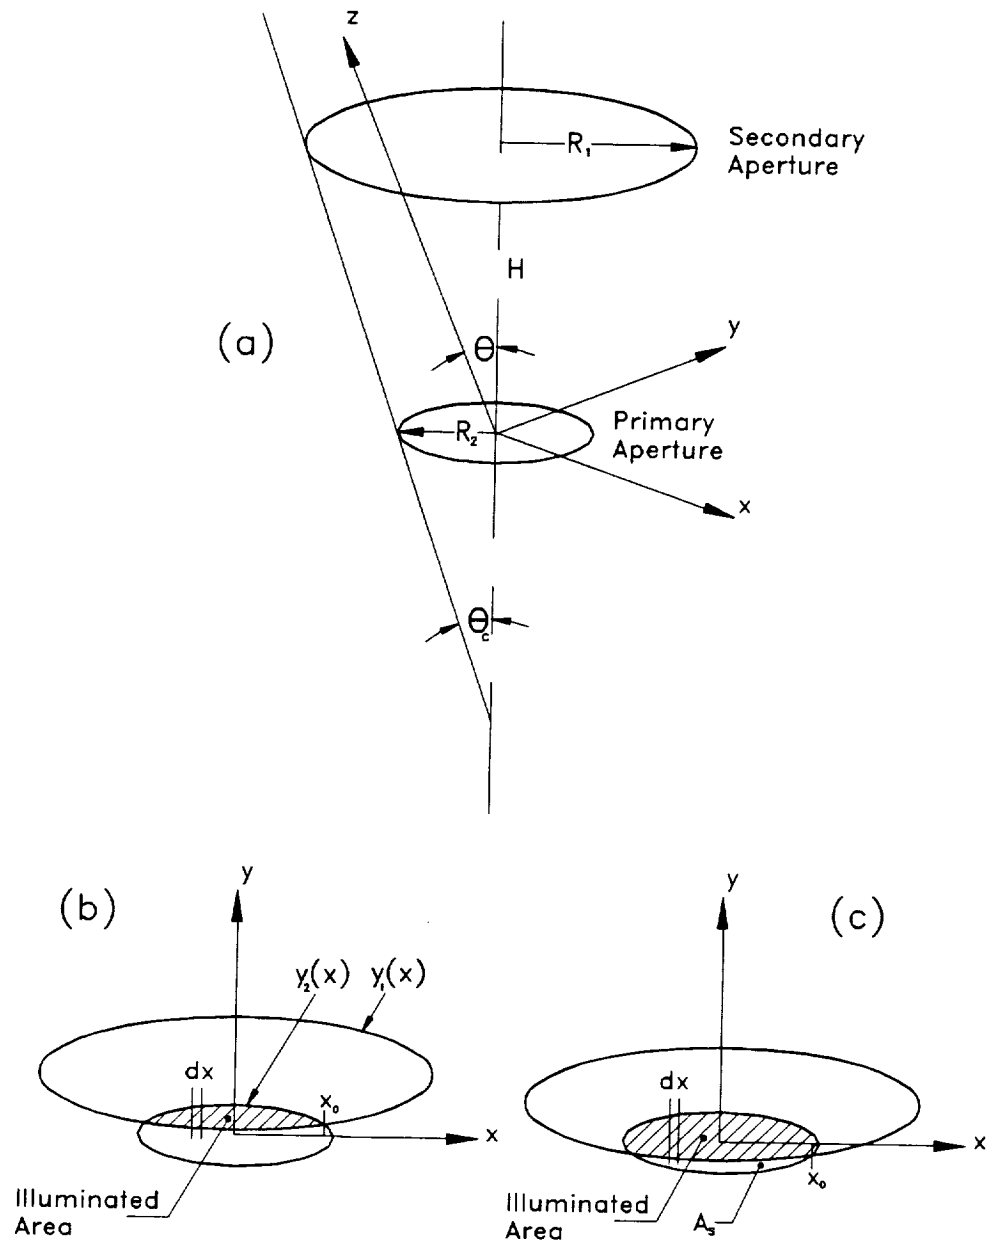 z
R₁
Secondary
Aperture
H
(a)
θ
y
R₂
Primary
Aperture
x
θc
(b)
y
y₂(x)
y₁(x)
dx
x₀
x
Illuminated
Area
(c)
y
dx
x
x₀
Illuminated
Area
Aₛ